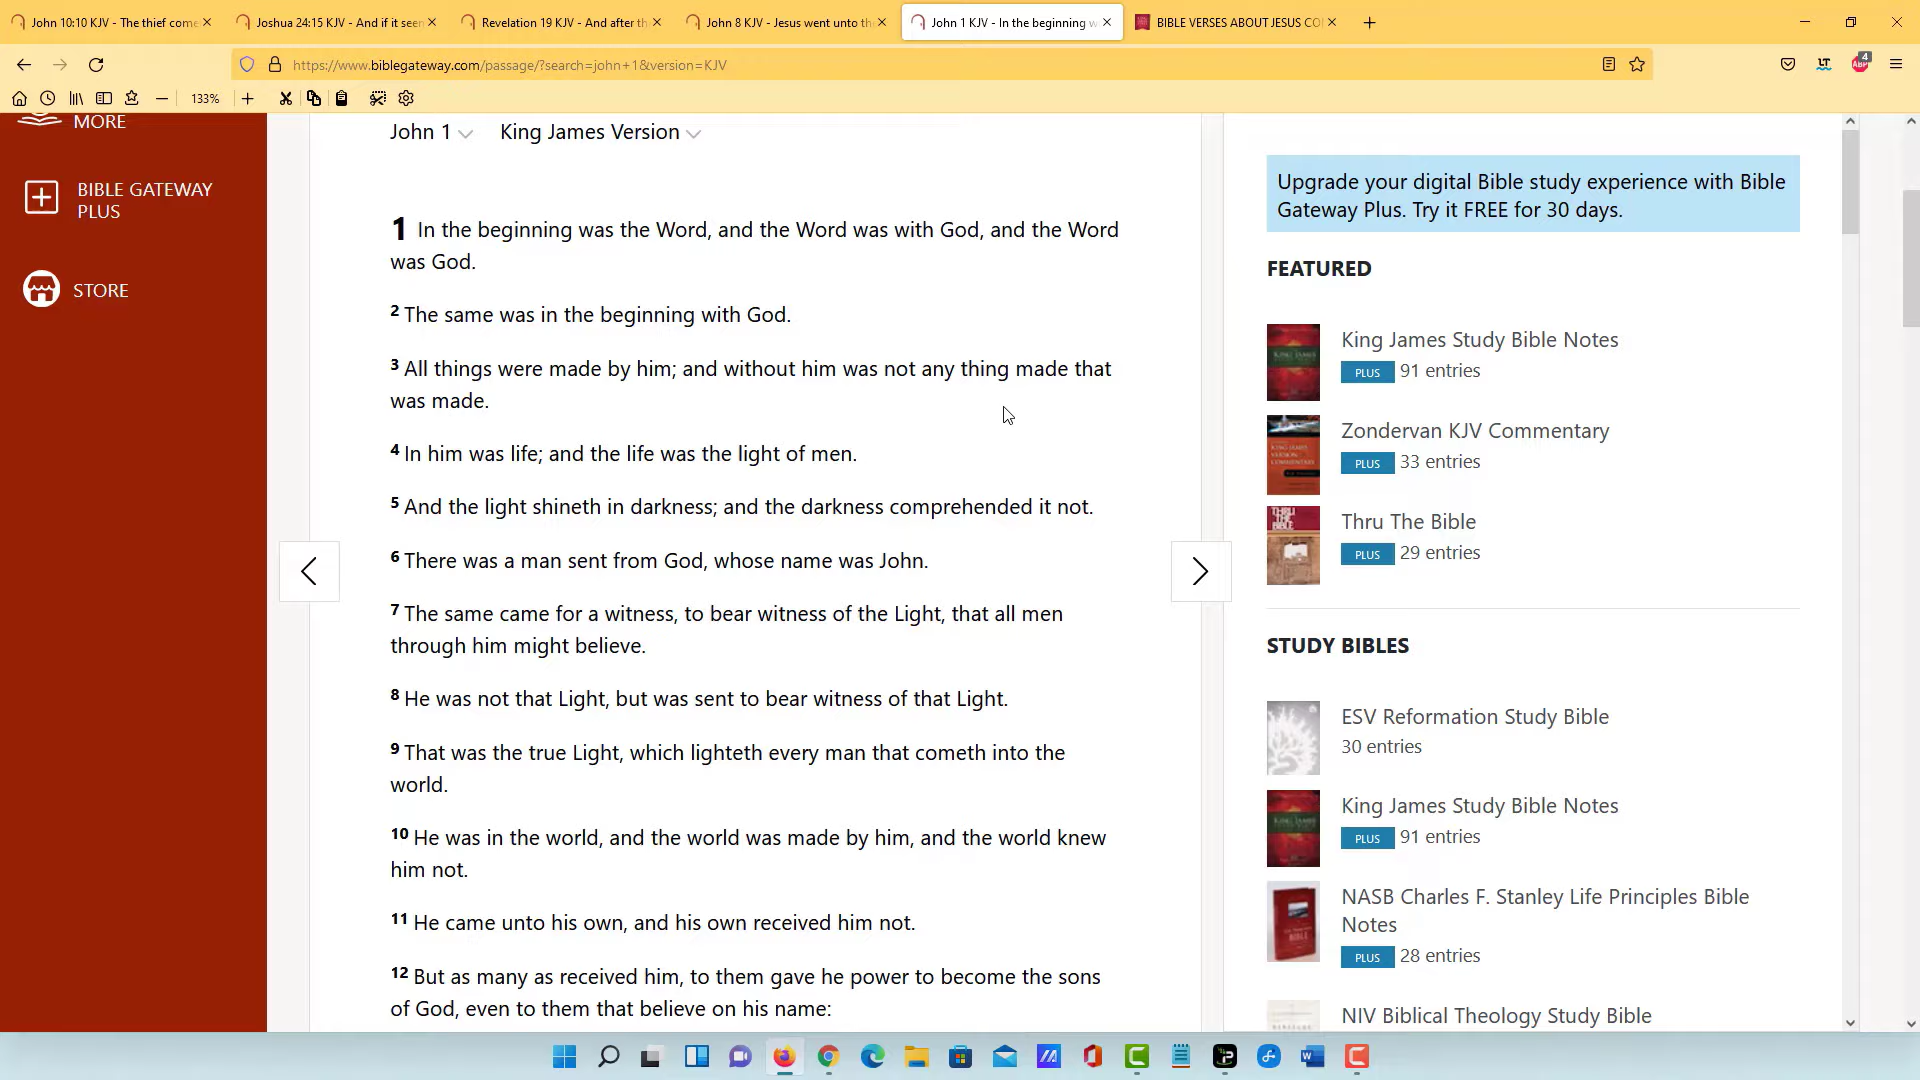 John 10:10 KJV - The thief come
Joshua 24:15 KJV - And if it seem
Revelation 19 KJV - And after th
John 8 KJV - Jesus went unto th
John 1 KJV - In the beginning w
BIBLE VERSES ABOUT JESUS CO
https://www.biblegateway.com/passage/?search=john+1&version=KJV
4
ABP
133%
MORE
BIBLE GATEWAY
PLUS
STORE
John 1
King James Version
1 In the beginning was the Word, and the Word was with God, and the Word
was God.
2 The same was in the beginning with God.
3 All things were made by him; and without him was not any thing made that
was made.
4 In him was life; and the life was the light of men.
5 And the light shineth in darkness; and the darkness comprehended it not.
6 There was a man sent from God, whose name was John.
7 The same came for a witness, to bear witness of the Light, that all men
through him might believe.
8 He was not that Light, but was sent to bear witness of that Light.
9 That was the true Light, which lighteth every man that cometh into the
world.
10 He was in the world, and the world was made by him, and the world knew
him not.
11 He came unto his own, and his own received him not.
12 But as many as received him, to them gave he power to become the sons
of God, even to them that believe on his name:
Upgrade your digital Bible study experience with Bible
Gateway Plus. Try it FREE for 30 days.
FEATURED
King James Study Bible Notes
PLUS 91 entries
Zondervan KJV Commentary
PLUS 33 entries
Thru The Bible
PLUS 29 entries
STUDY BIBLES
ESV Reformation Study Bible
30 entries
King James Study Bible Notes
PLUS 91 entries
NASB Charles F. Stanley Life Principles Bible
Notes
PLUS 28 entries
NIV Biblical Theology Study Bible